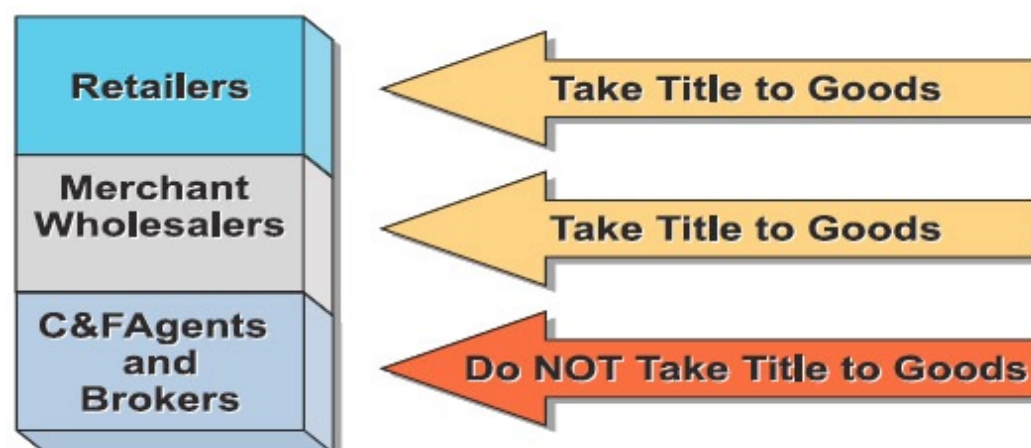 Retailers
Take Title to Goods
Merchant
Wholesalers
Take Title to Goods
C&FAgents
and
Brokers
Do NOT Take Title to Goods